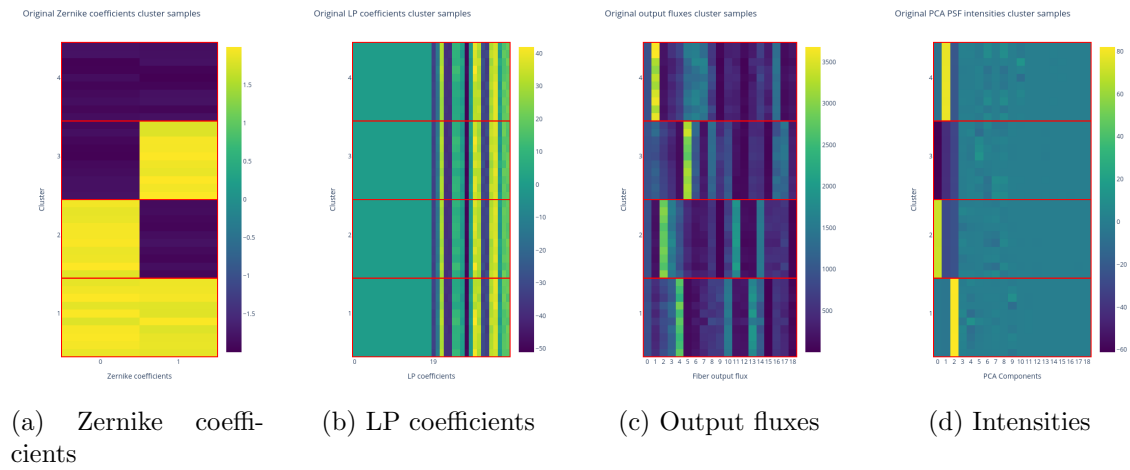 Original Zernike coefficients cluster samples
Original LP coefficients cluster samples
Original output fluxes cluster samples
Original PCA PSF intensities cluster samples
Cluster
4
3
2
1
0 1
Zernike coefficients
1.5
1
0.5
0
−0.5
−1
−1.5
4
3
2
1
0 19
LP coefficients
40
30
20
10
0
−10
−20
−30
−40
−50
Cluster
4
3
2
1
0 1 2 3 4 5 6 7 8 9 10 11 12 13 14 15 16 17 18
Fiber output flux
3500
3000
2500
2000
1500
1000
500
Cluster
4
3
2
1
0 1 2 3 4 5 6 7 8 9 10 11 12 13 14 15 16 17 18
PCA Components
80
60
40
20
0
−20
−40
−60
Cluster
(a) Zernike coeffi-
cients
(b) LP coefficients
(c) Output fluxes
(d) Intensities